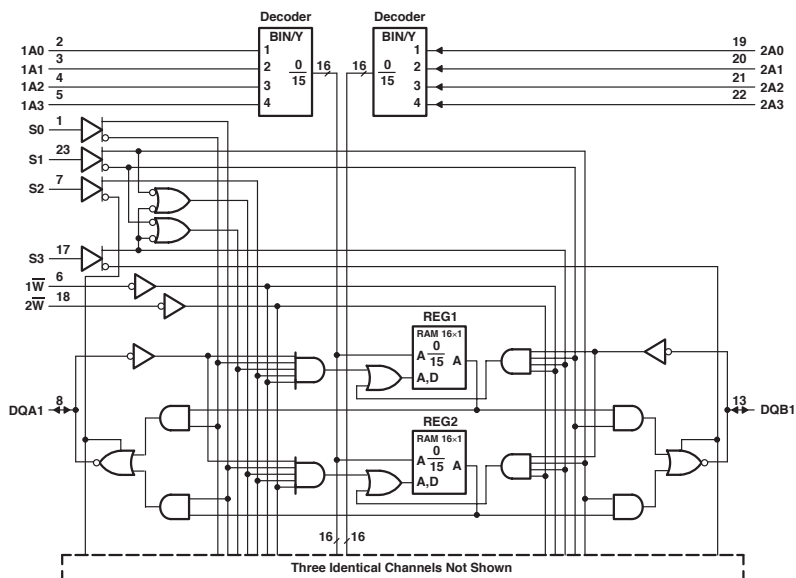 Decoder Decoder
BIN/Y BIN/Y
1A0 2 1 1 19 2A0
1A1 3 2 0/15 16 16 0/15 2 20 2A1
1A2 4 3 3 21 2A2
1A3 5 4 4 22 2A3
S0 1
S1 23
S2 7
S3 17
1W̅ 6
2W̅ 18
REG1
RAM 16×1
A 0/15 A
A,D
DQA1 8 13 DQB1
REG2
RAM 16×1
A 0/15 A
A,D
16 16
Three Identical Channels Not Shown